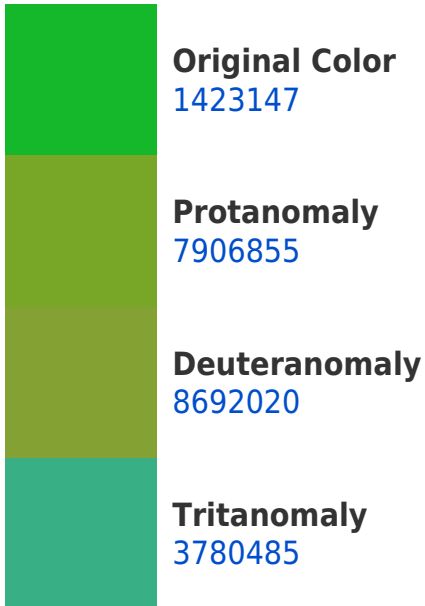 Original Color
1423147
Protanomaly
7906855
Deuteranomaly
8692020
Tritanomaly
3780485